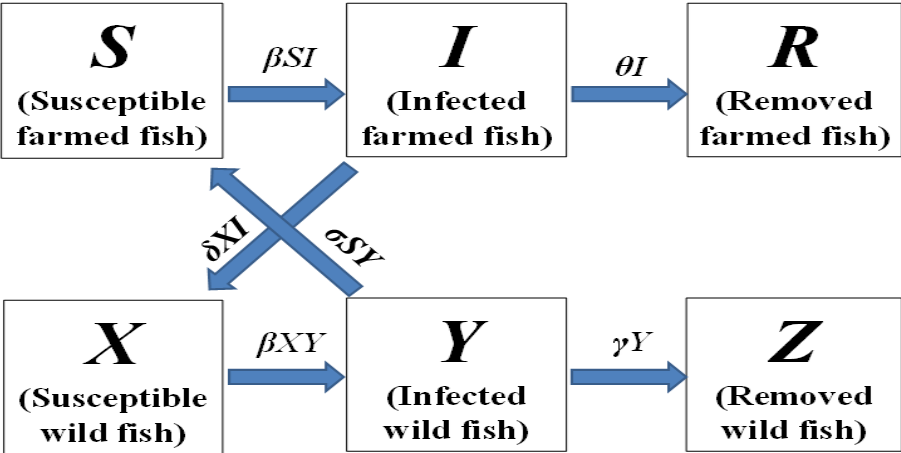 S
(Susceptible
farmed fish)
βSI
I
(Infected
farmed fish)
θI
R
(Removed
farmed fish)
δXI
σSY
X
(Susceptible
wild fish)
βXY
Y
(Infected
wild fish)
γY
Z
(Removed
wild fish)